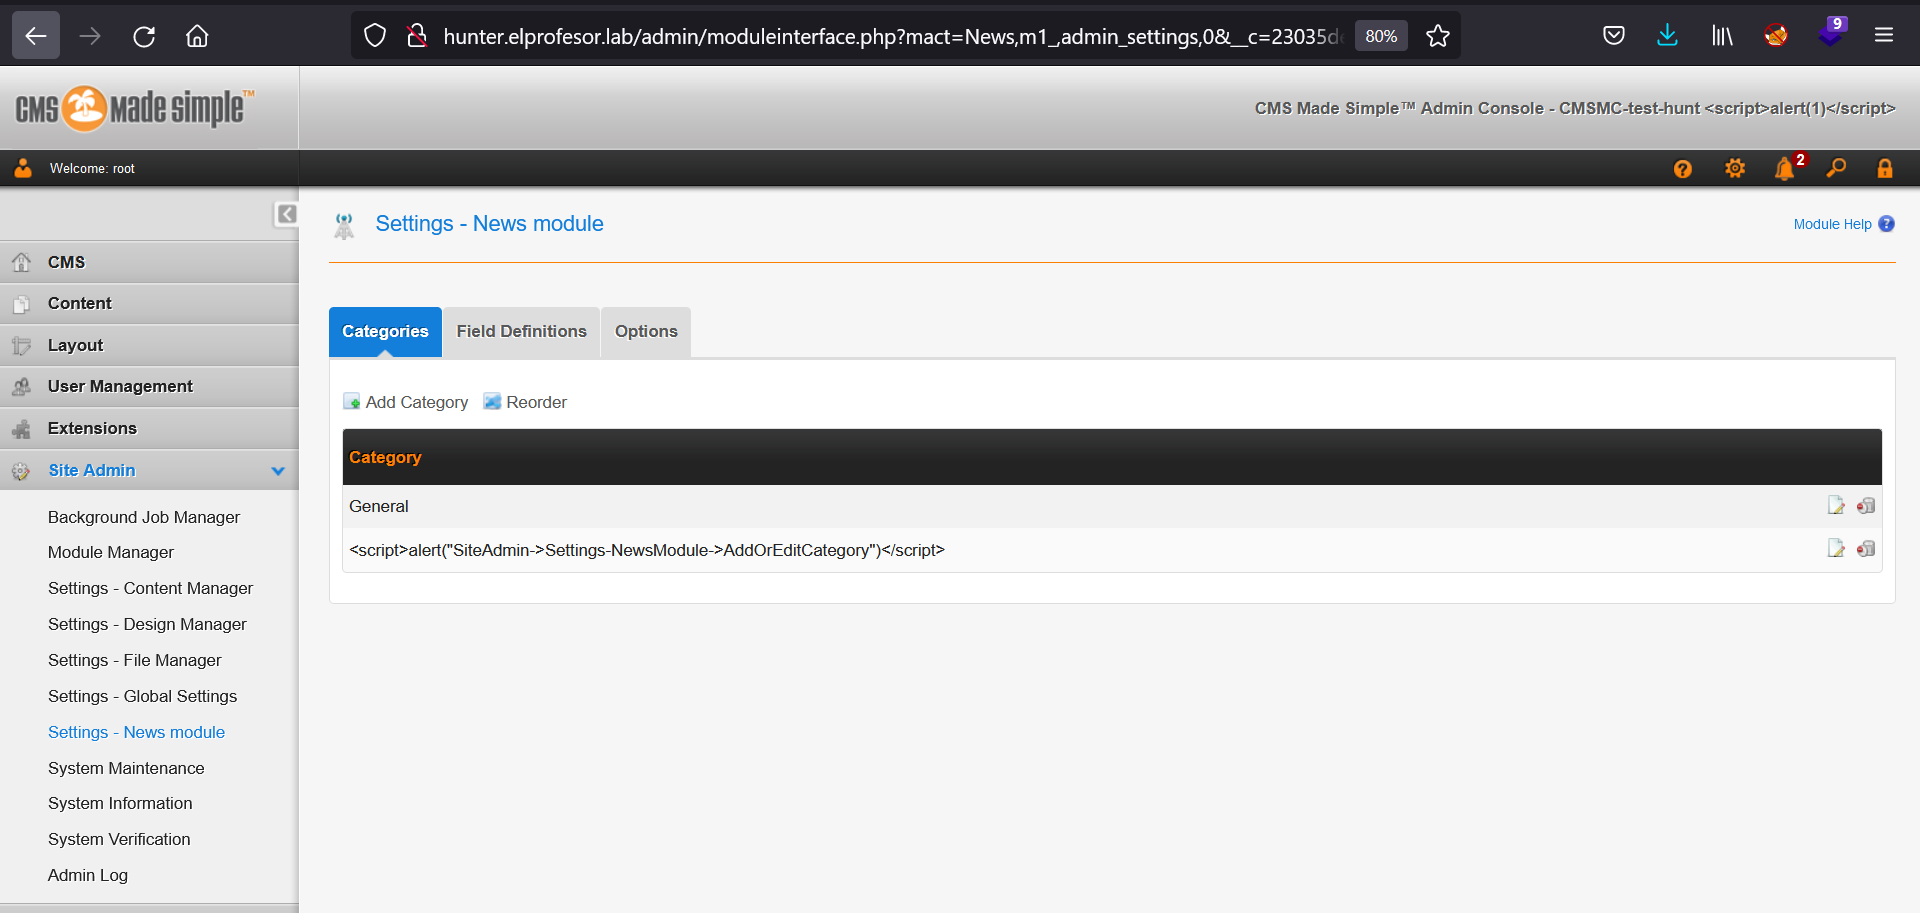 hunter.elprofesor.lab/admin/moduleinterface.php?mact=News,m1_,admin_settings,0&__c=23035d
80%
9
CMS Made Simple™
CMS Made Simple™ Admin Console - CMSMC-test-hunt <script>alert(1)</script>
Welcome: root
2
Settings - News module
Module Help
CMS
Content
Layout
User Management
Extensions
Site Admin
Background Job Manager
Module Manager
Settings - Content Manager
Settings - Design Manager
Settings - File Manager
Settings - Global Settings
Settings - News module
System Maintenance
System Information
System Verification
Admin Log
Categories
Field Definitions
Options
Add Category
Reorder
Category
General
<script>alert("SiteAdmin->Settings-NewsModule->AddOrEditCategory")</script>